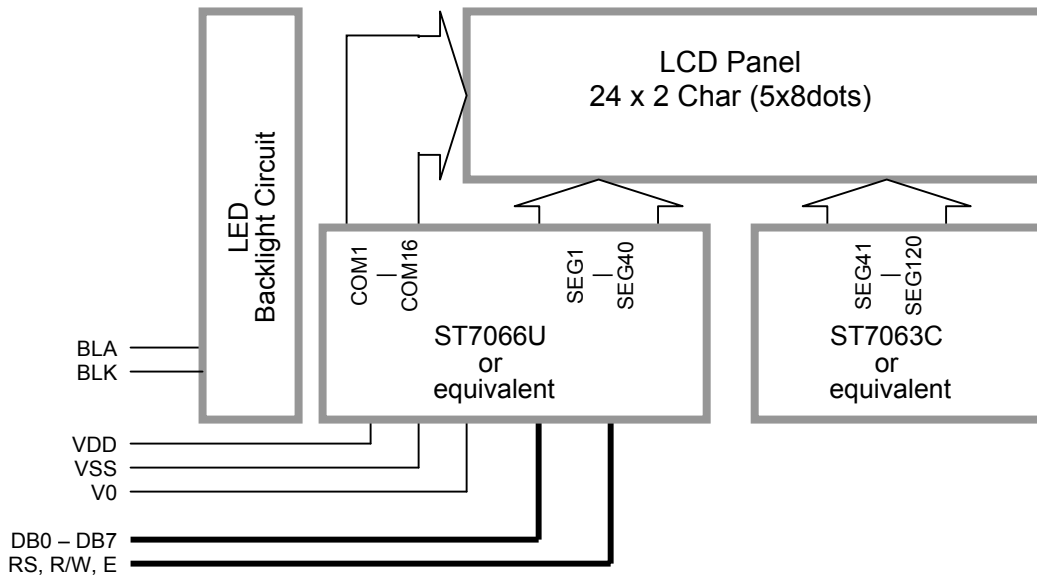 LCD Panel
24 x 2 Char (5x8dots)
LED
Backlight Circuit
COM1
—
COM16
SEG1
—
SEG40
ST7066U
or
equivalent
SEG41
—
SEG120
ST7063C
or
equivalent
BLA
BLK
VDD
VSS
V0
DB0 – DB7
RS, R/W, E